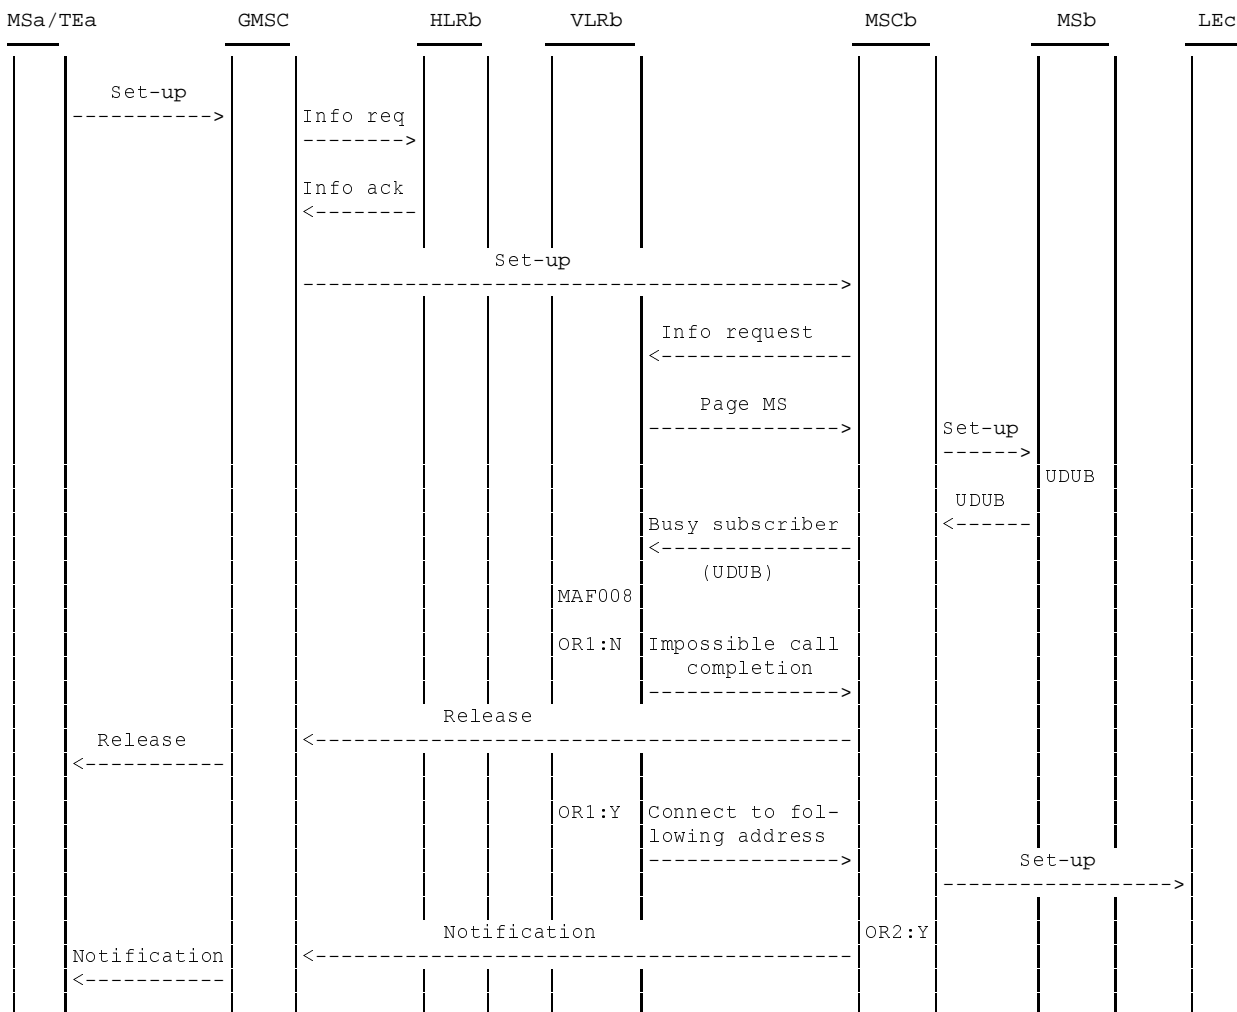 MSa/TEa GMSC HLRb VLRb MSCb MSb LEc
Set-up
----------->
Info req
-------->
Info ack
<--------
Set-up
------------------------------------------>
Info request
<---------------
Page MS
--------------->
Set-up
------>
UDUB
UDUB
<------
Busy subscriber
<---------------
(UDUB)
MAF008
OR1:N Impossible call
completion
--------------->
Release
<------------------------------------------
Release
<-----------
OR1:Y Connect to fol-
lowing address
--------------->
Set-up
------------------>
Notification OR2:Y
<------------------------------------------
Notification
<-----------